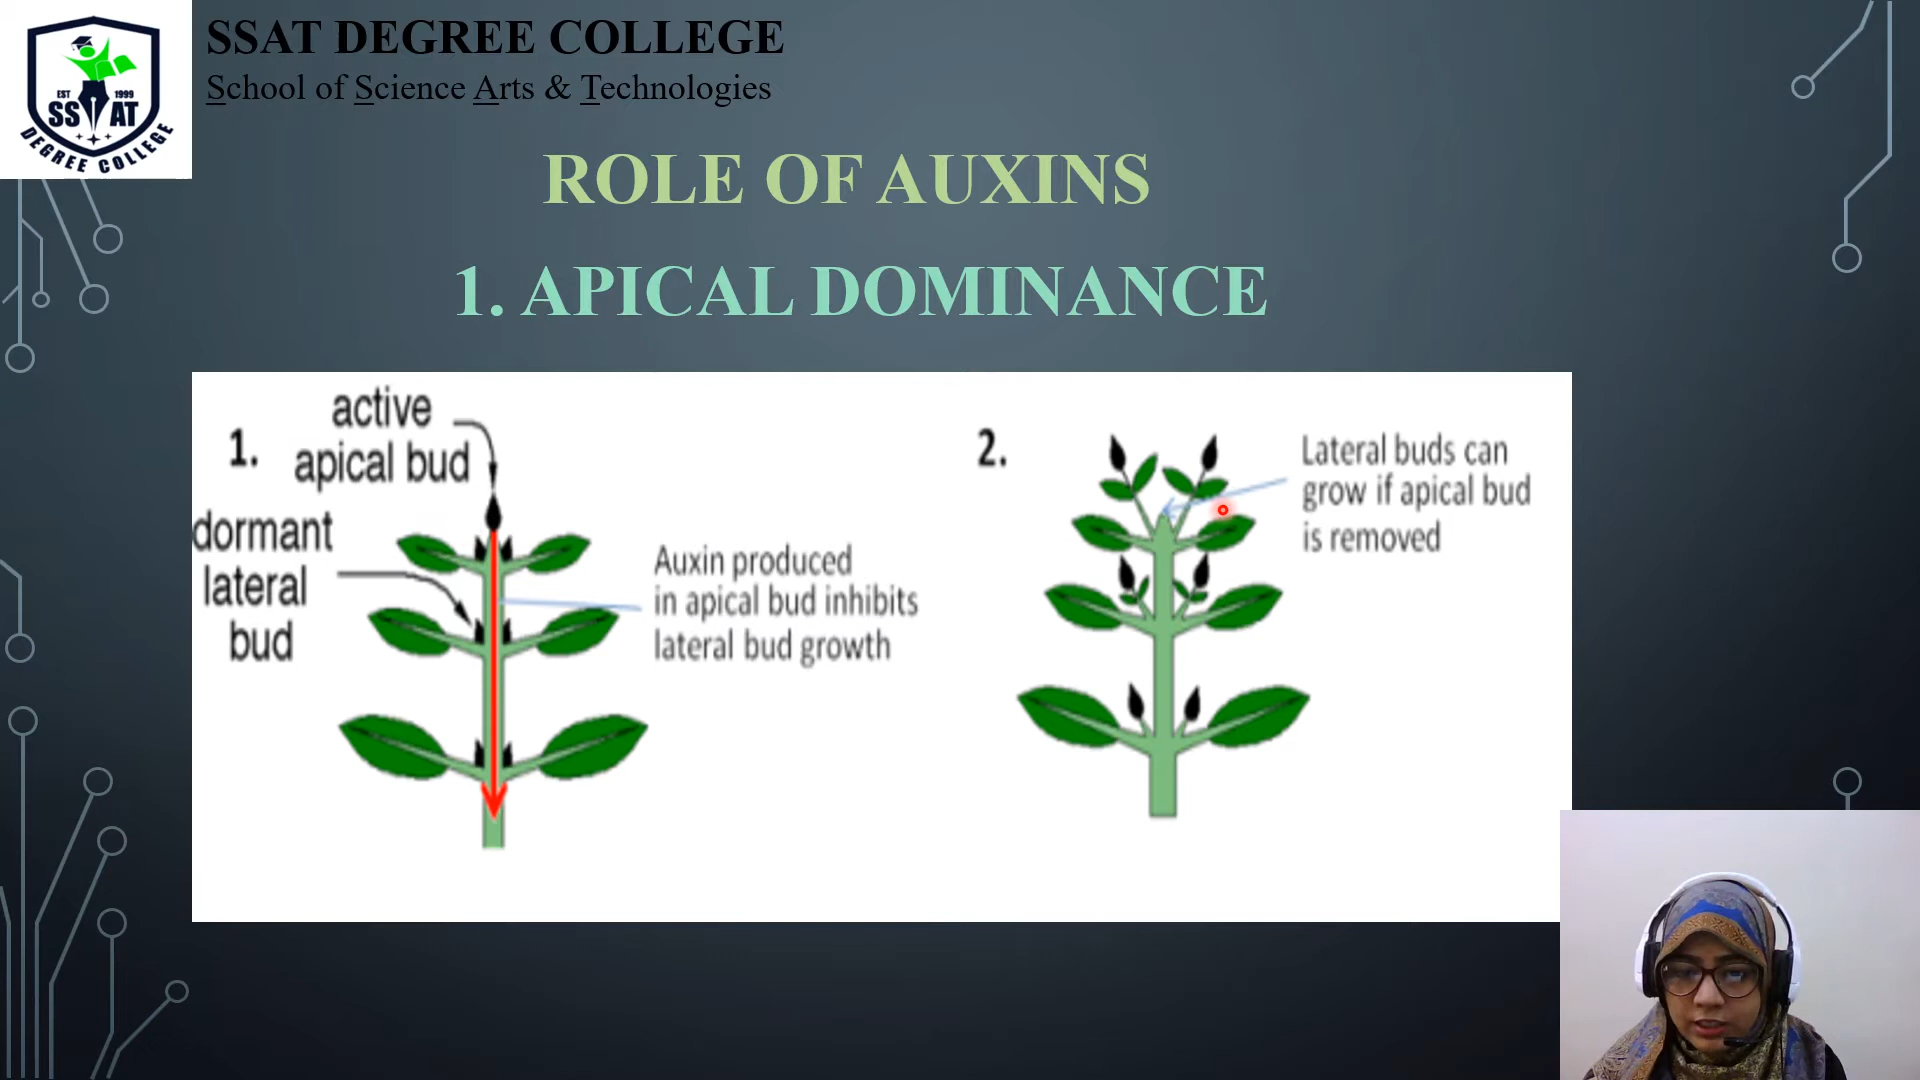 SSAT DEGREE COLLEGE
School of Science Arts & Technologies
EST 1999
SS AT
DEGREE COLLEGE
ROLE OF AUXINS
1. APICAL DOMINANCE
1.
active
apical bud
dormant
lateral
bud
Auxin produced
in apical bud inhibits
lateral bud growth
2.
Lateral buds can
grow if apical bud
is removed